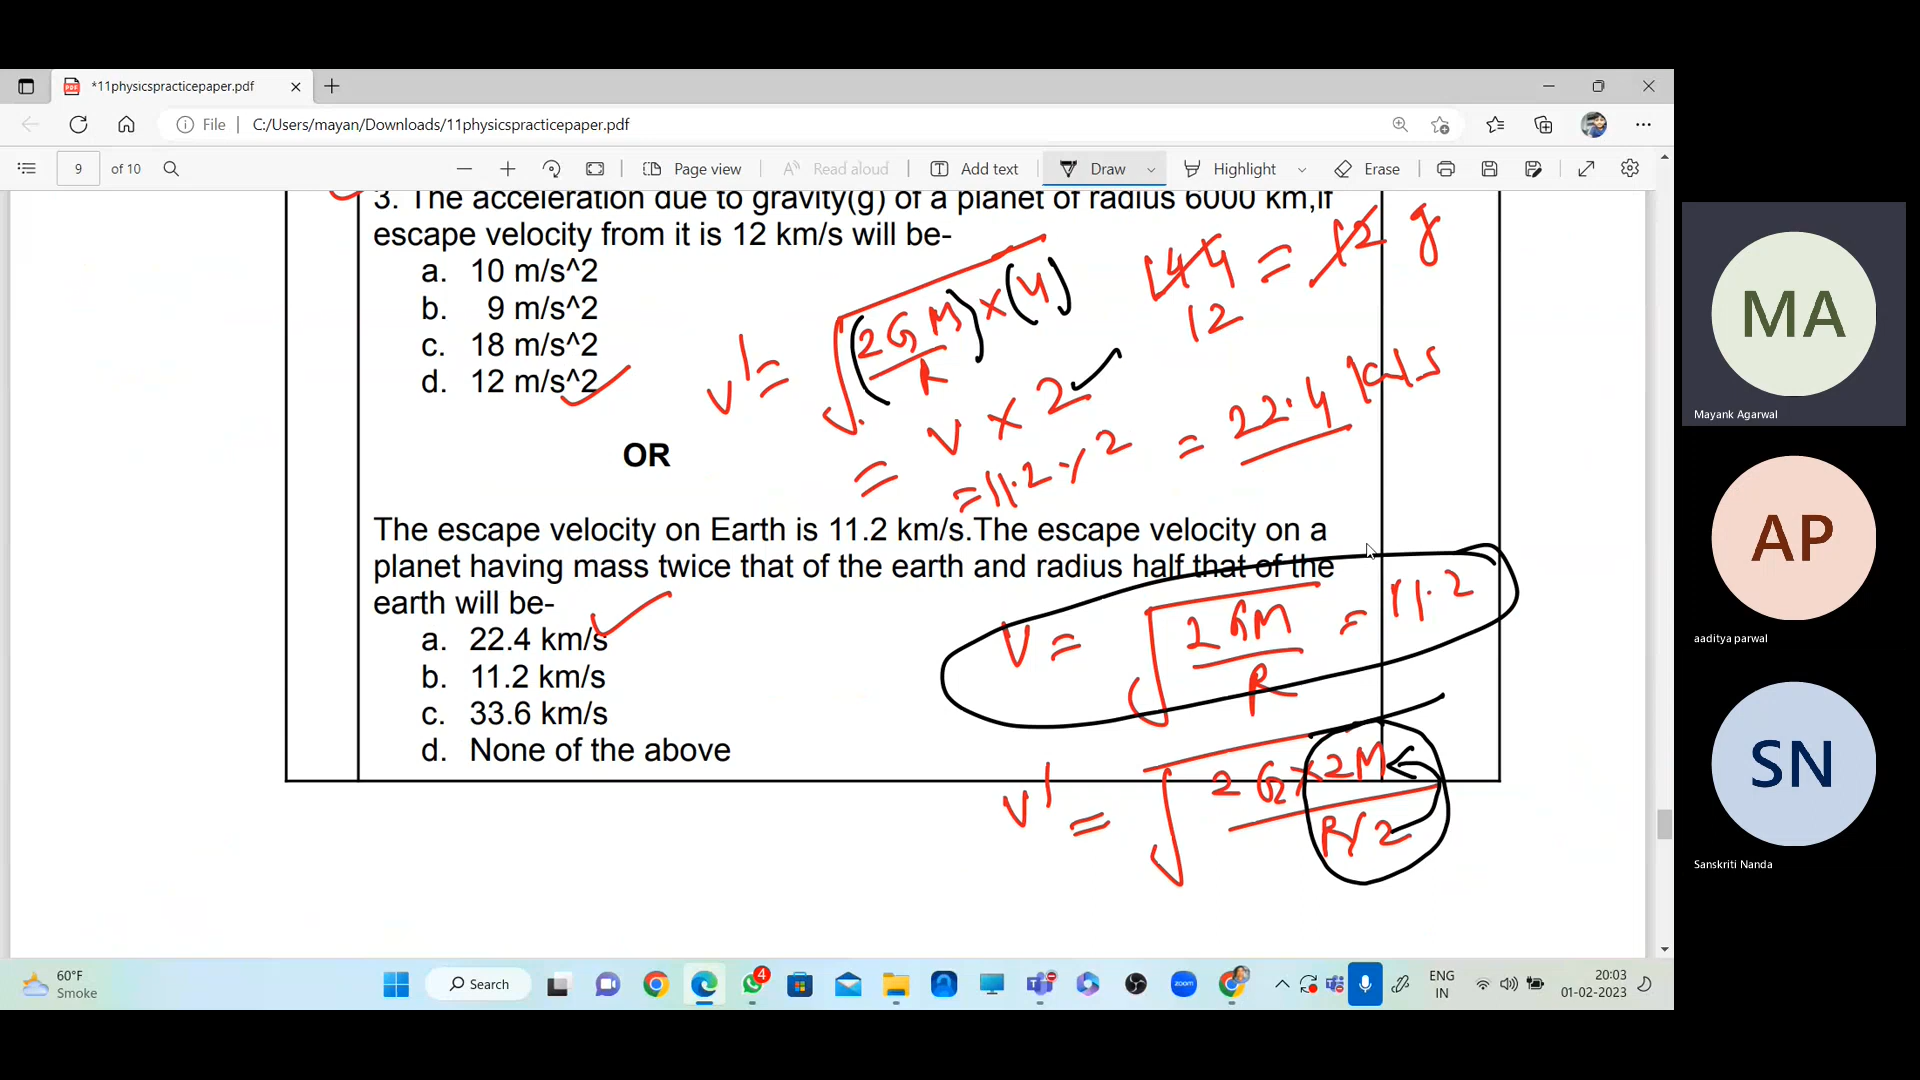 *11physicspracticepaper.pdf
File
C:/Users/mayan/Downloads/11physicspracticepaper.pdf
9 of 10
Page view
Read aloud
Add text
Draw
Highlight
Erase
3. The acceleration due to gravity(g) of a planet of radius 6000 km,if
escape velocity from it is 12 km/s will be-
a. 10 m/s^2
b. 9 m/s^2
c. 18 m/s^2
d. 12 m/s^2
144 = 12 g
12
v' = √(2GM/R) × (4)
= v × 2
= 11.2 × 2 = 22.4 km/s
OR
The escape velocity on Earth is 11.2 km/s.The escape velocity on a
planet having mass twice that of the earth and radius half that of the
earth will be-
a. 22.4 km/s
b. 11.2 km/s
c. 33.6 km/s
d. None of the above
v = √2GM/R = 11.2
v' = √2G×2M/R/2
MA
Mayank Agarwal
AP
aaditya parwal
SN
Sanskriti Nanda
60°F
Smoke
Search
4
zoom
ENG
IN
20:03
01-02-2023